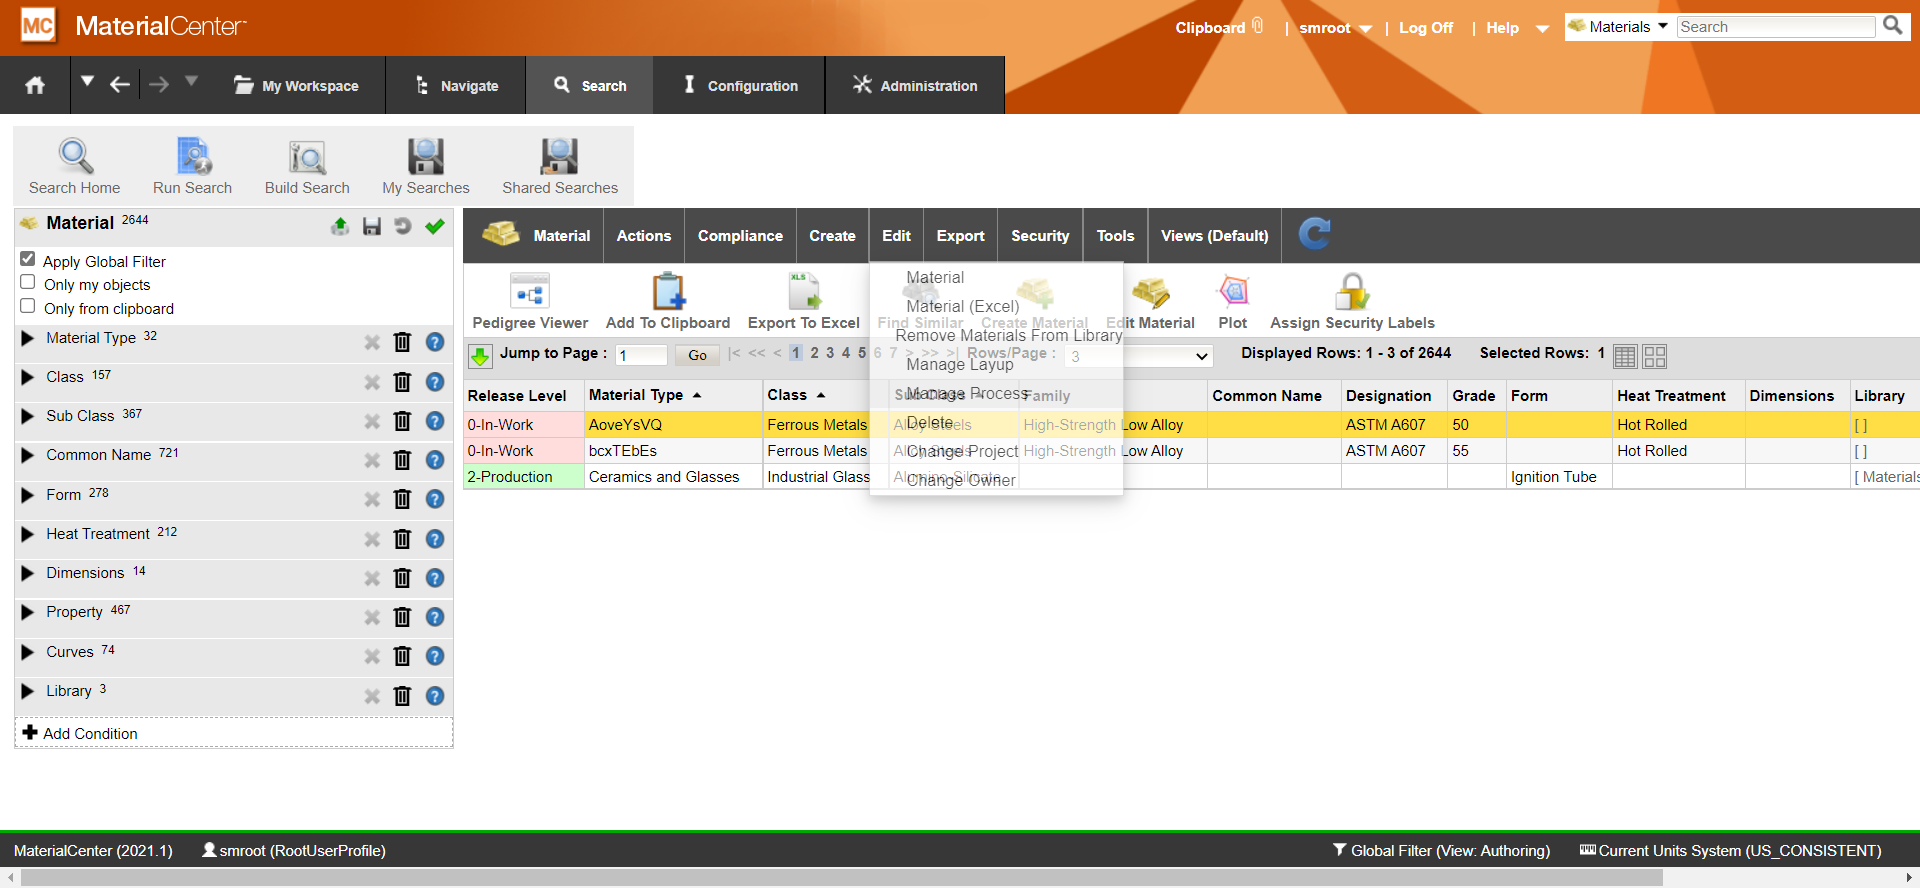 MC MaterialCenter
Clipboard | smroot | Log Off | Help Materials Search
My Workspace Navigate Search Configuration Administration
Search Home Run Search Build Search My Searches Shared Searches
Material 2644
Apply Global Filter
Only my objects
Only from clipboard
Material Type 32
Class 157
Sub Class 367
Common Name 721
Form 278
Heat Treatment 212
Dimensions 14
Property 467
Curves 74
Library 3
Add Condition
Material Actions Compliance Create Edit Export Security Tools Views (Default)
Pedigree Viewer Add To Clipboard Export To Excel Find Similar Create Material Edit Material Plot Assign Security Labels
Material
Material (Excel)
Remove Materials From Library
Manage Layup
Manage Process
Delete
Change Project
Change Owner
Jump to Page : 1 Go |< << < 1 2 3 4 5 6 7 > >> >| Rows/Page : 3 Displayed Rows: 1 - 3 of 2644 Selected Rows: 1
Release Level Material Type Class Sub Class Family Common Name Designation Grade Form Heat Treatment Dimensions Library
0-In-Work AoveYsVQ Ferrous Metals Alloy Steels High-Strength Low Alloy ASTM A607 50 Hot Rolled [ ]
0-In-Work bcxTEbEs Ferrous Metals Alloy Steels High-Strength Low Alloy ASTM A607 55 Hot Rolled [ ]
2-Production Ceramics and Glasses Industrial Glass Alumino-Silicate Ignition Tube [ Materials
MaterialCenter (2021.1) smroot (RootUserProfile) Global Filter (View: Authoring) Current Units System (US_CONSISTENT)